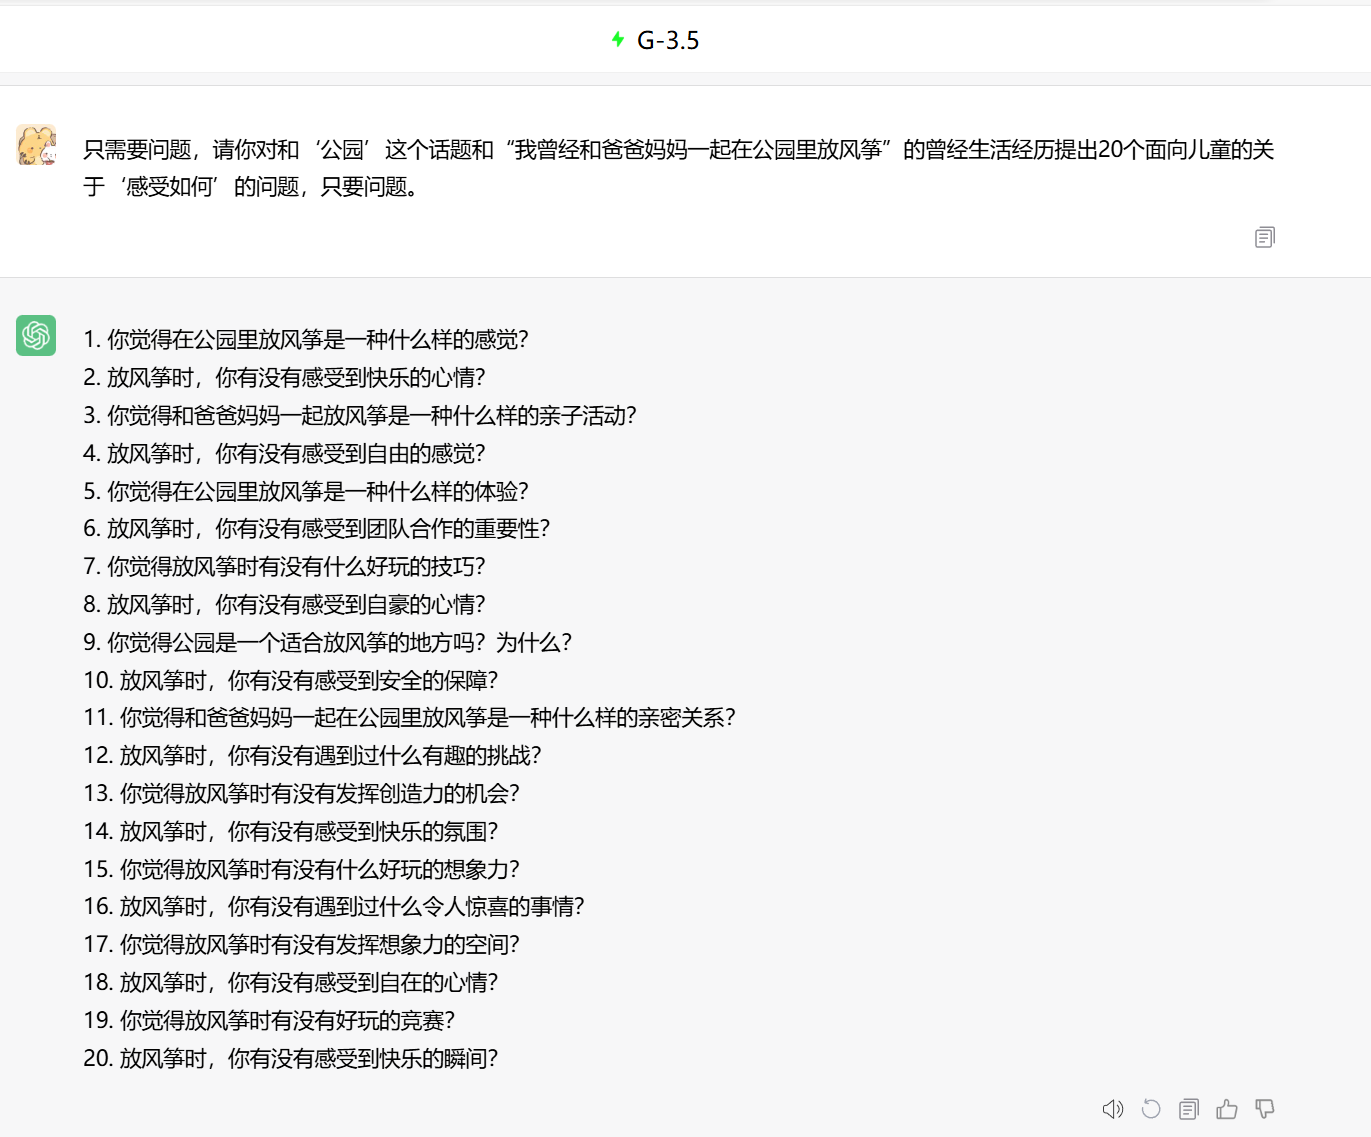 G-3.5
只需要问题，请你对和‘公园’这个话题和“我曾经和爸爸妈妈一起在公园里放风筝”的曾经生活经历提出20个面向儿童的关
于‘感受如何’的问题，只要问题。
1. 你觉得在公园里放风筝是一种什么样的感觉？
2. 放风筝时，你有没有感受到快乐的心情？
3. 你觉得和爸爸妈妈一起放风筝是一种什么样的亲子活动？
4. 放风筝时，你有没有感受到自由的感觉？
5. 你觉得在公园里放风筝是一种什么样的体验？
6. 放风筝时，你有没有感受到团队合作的重要性？
7. 你觉得放风筝时有没有什么好玩的技巧？
8. 放风筝时，你有没有感受到自豪的心情？
9. 你觉得公园是一个适合放风筝的地方吗？为什么？
10. 放风筝时，你有没有感受到安全的保障？
11. 你觉得和爸爸妈妈一起在公园里放风筝是一种什么样的亲密关系？
12. 放风筝时，你有没有遇到过什么有趣的挑战？
13. 你觉得放风筝时有没有发挥创造力的机会？
14. 放风筝时，你有没有感受到快乐的氛围？
15. 你觉得放风筝时有没有什么好玩的想象力？
16. 放风筝时，你有没有遇到过什么令人惊喜的事情？
17. 你觉得放风筝时有没有发挥想象力的空间？
18. 放风筝时，你有没有感受到自在的心情？
19. 你觉得放风筝时有没有好玩的竞赛？
20. 放风筝时，你有没有感受到快乐的瞬间？